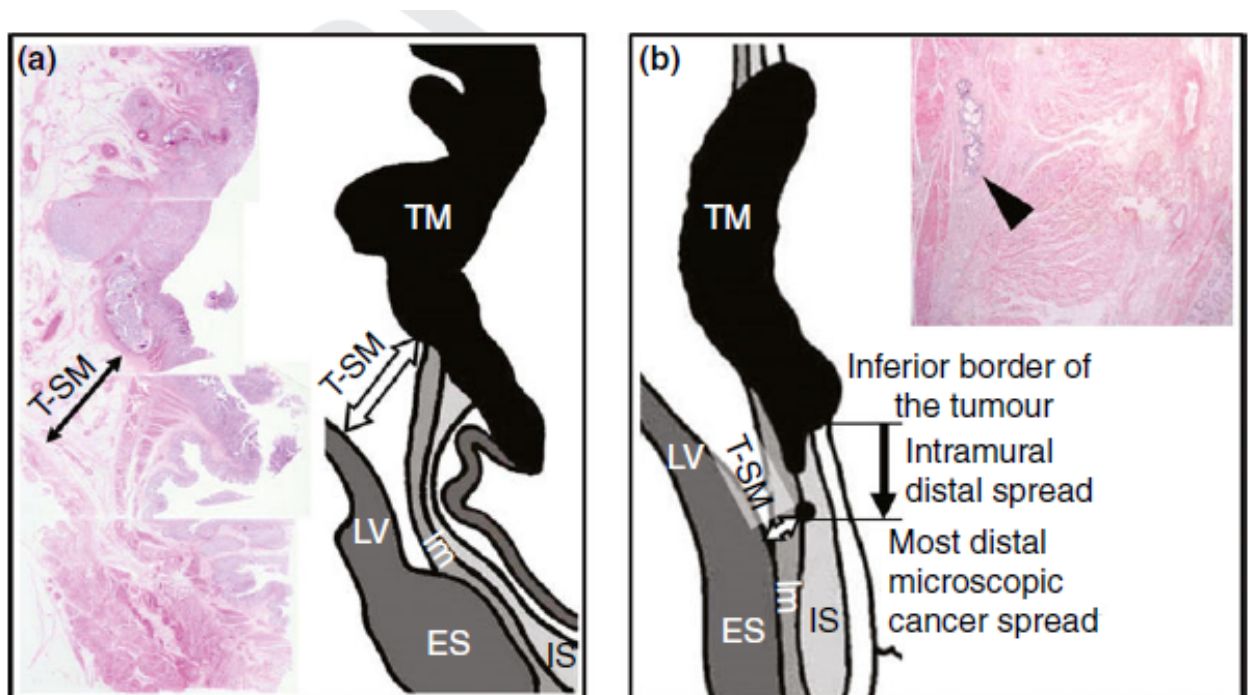 (a)
T-SM
TM
T-SM
LV
lm
ES
IS
(b)
TM
Inferior border of
the tumour
LV
T-SM
Intramural
distal spread
Most distal
microscopic
cancer spread
ES
lm
IS